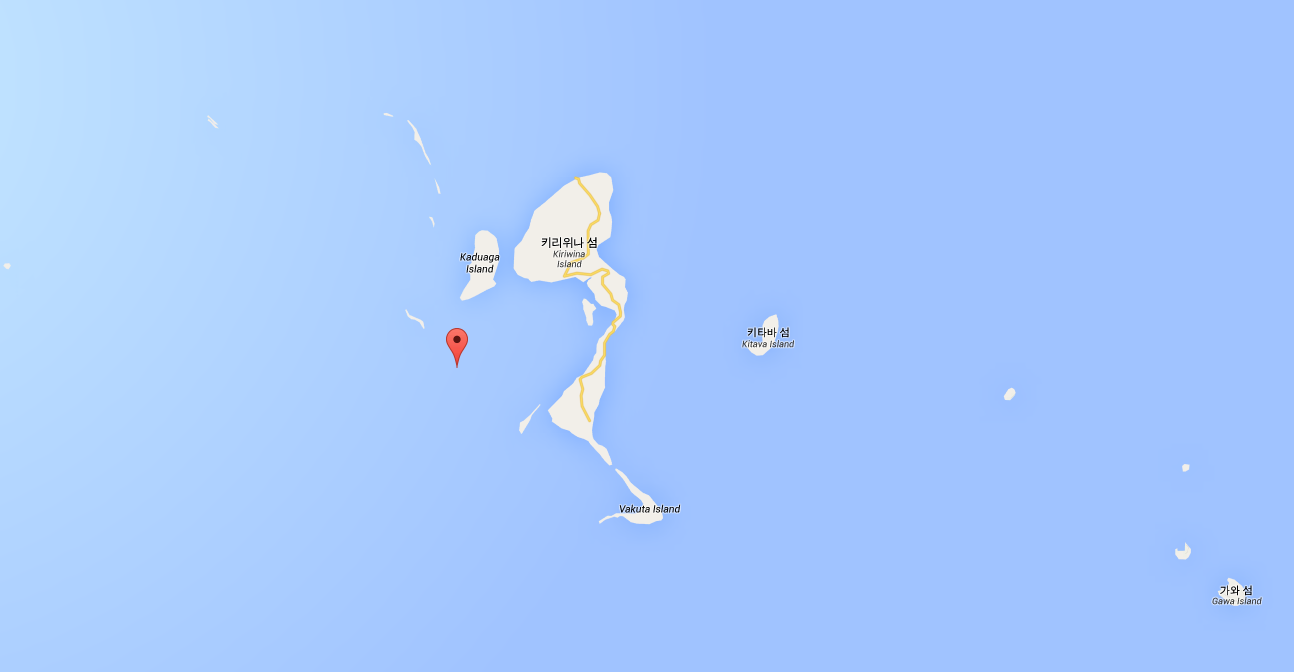 키리위나 섬
Kiriwina
Island
Kaduaga
Island
키타바 섬
Kitava Island
Vakuta Island
가와 섬
Gawa Island